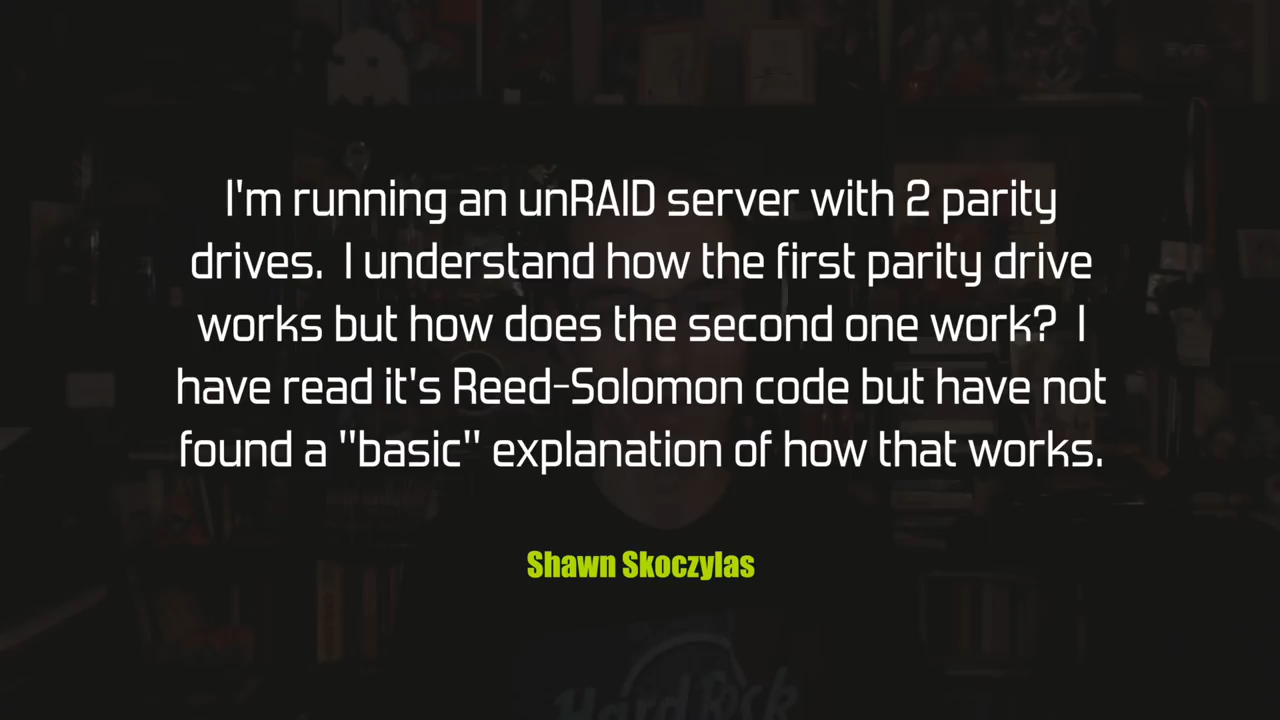 I'm running an unRAID server with 2 parity
drives.  I understand how the first parity drive
works but how does the second one work?  I
have read it's Reed-Solomon code but have not
found a "basic" explanation of how that works.
Shawn Skoczylas
Hard Rock